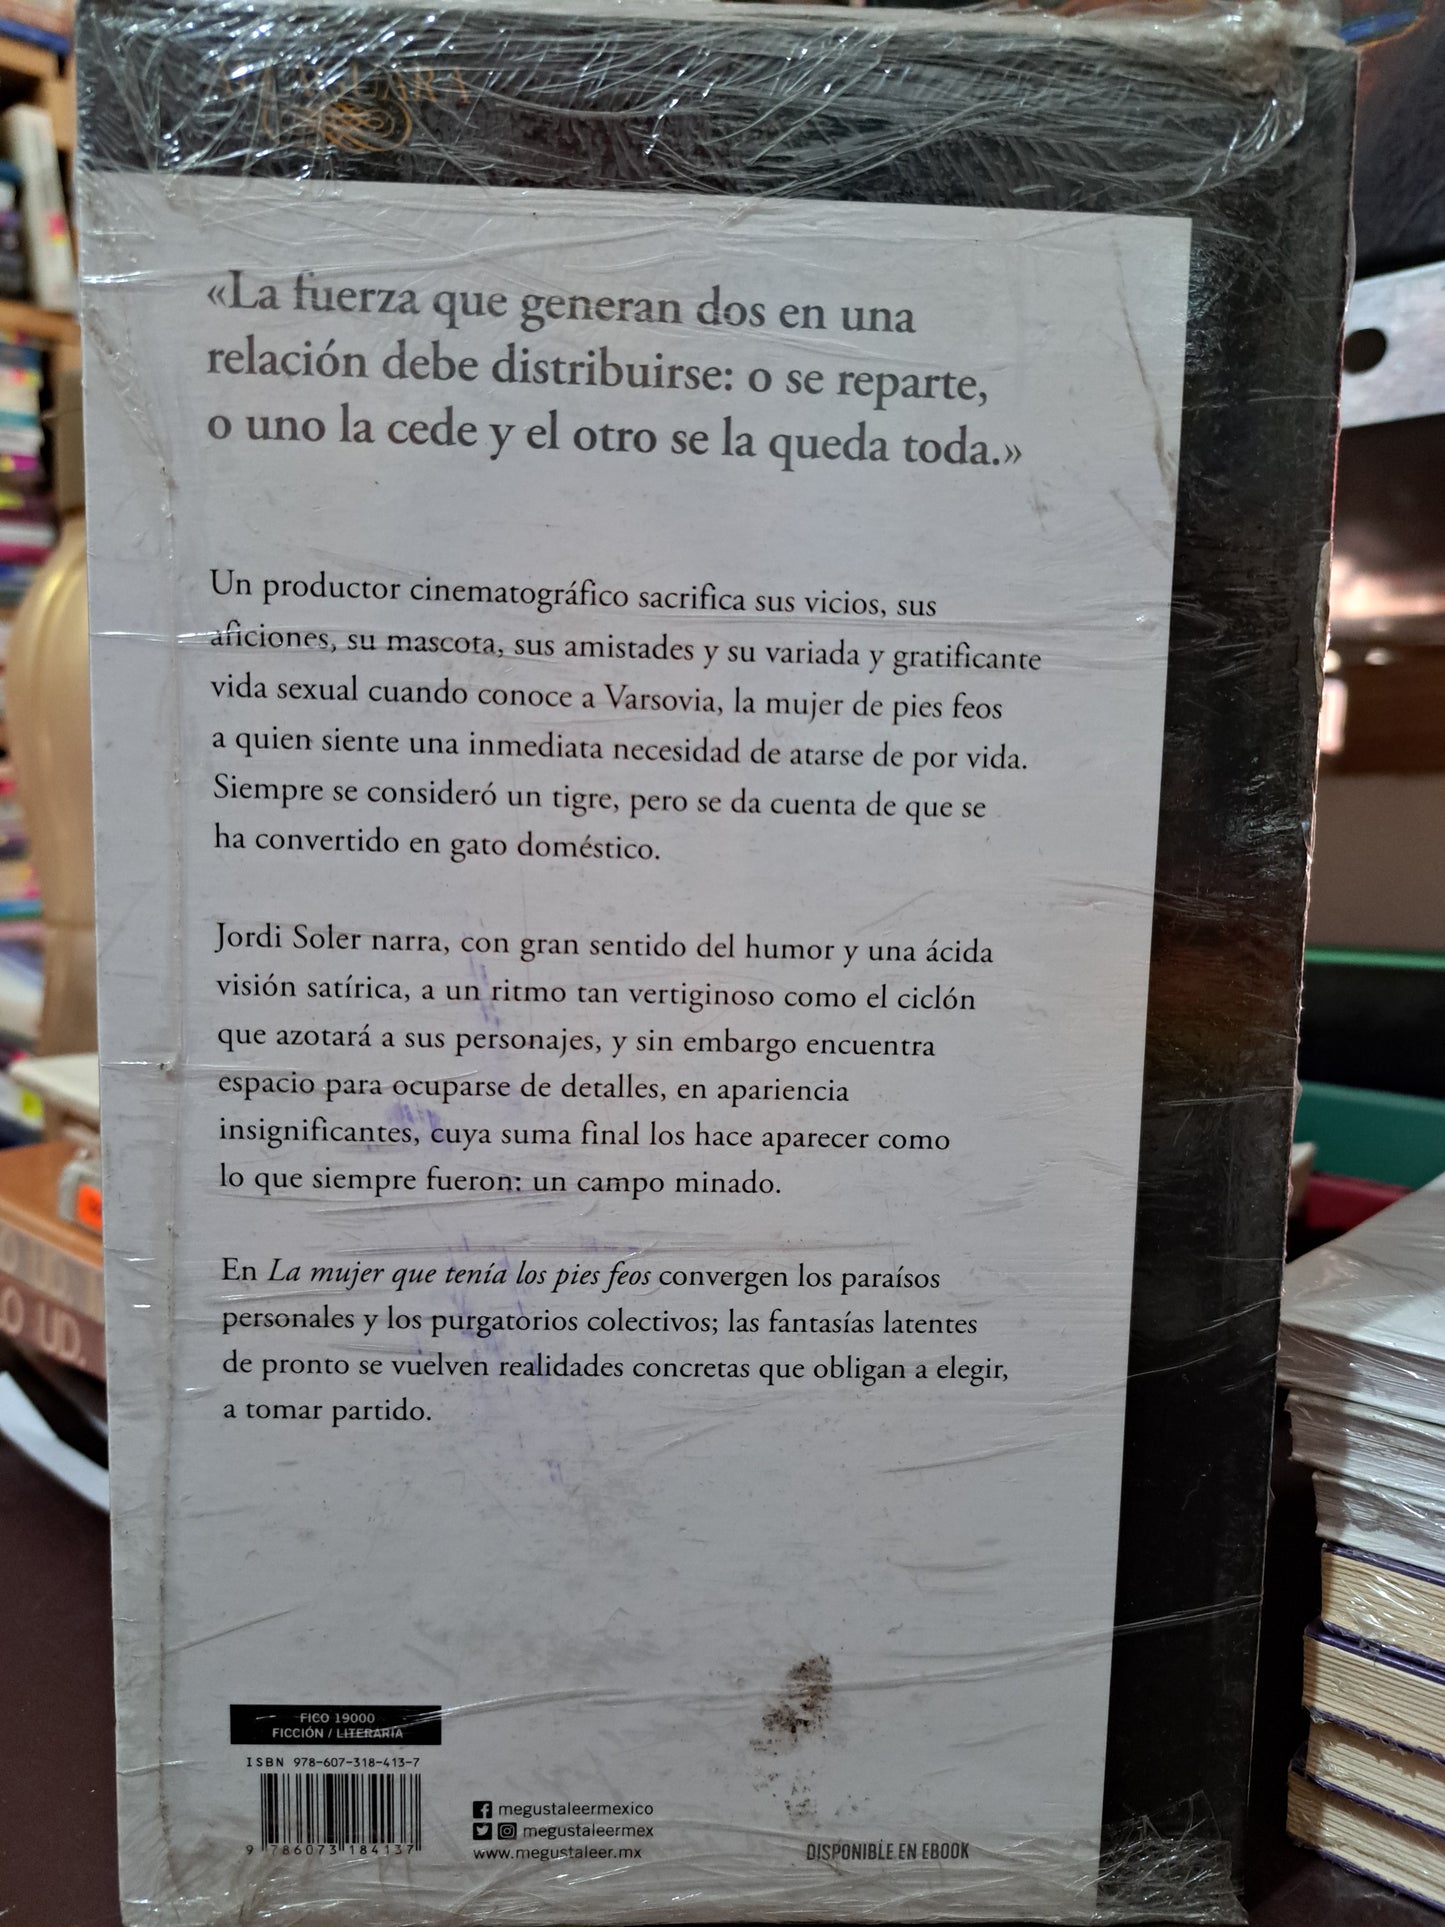 ALFAGUARA
«La fuerza que generan dos en una
relación debe distribuirse: o se reparte,
o uno la cede y el otro se la queda toda.»
Un productor cinematográfico sacrifica sus vicios, sus
aficiones, su mascota, sus amistades y su variada y gratificante
vida sexual cuando conoce a Varsovia, la mujer de pies feos
a quien siente una inmediata necesidad de atarse de por vida.
Siempre se consideró un tigre, pero se da cuenta de que se
ha convertido en gato doméstico.
Jordi Soler narra, con gran sentido del humor y una ácida
visión satírica, a un ritmo tan vertiginoso como el ciclón
que azotará a sus personajes, y sin embargo encuentra
espacio para ocuparse de detalles, en apariencia
insignificantes, cuya suma final los hace aparecer como
lo que siempre fueron: un campo minado.
En La mujer que tenía los pies feos convergen los paraísos
personales y los purgatorios colectivos; las fantasías latentes
de pronto se vuelven realidades concretas que obligan a elegir,
a tomar partido.
FICO 19000
FICCIÓN / LITERARIA
ISBN 978-607-318-413-7
9 786073 184137
megustaleermexico
megustaleermex
www.megustaleer.mx
DISPONIBLE EN EBOOK
UD.